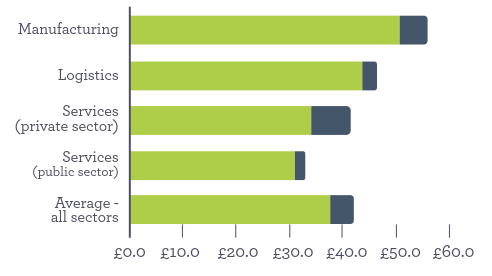 Manufacturing
Logistics
Services
(private sector)
Services
(public sector)
Average -
all sectors
£0.0 £10.0 £20.0 £30.0 £40.0 £50.0 £60.0